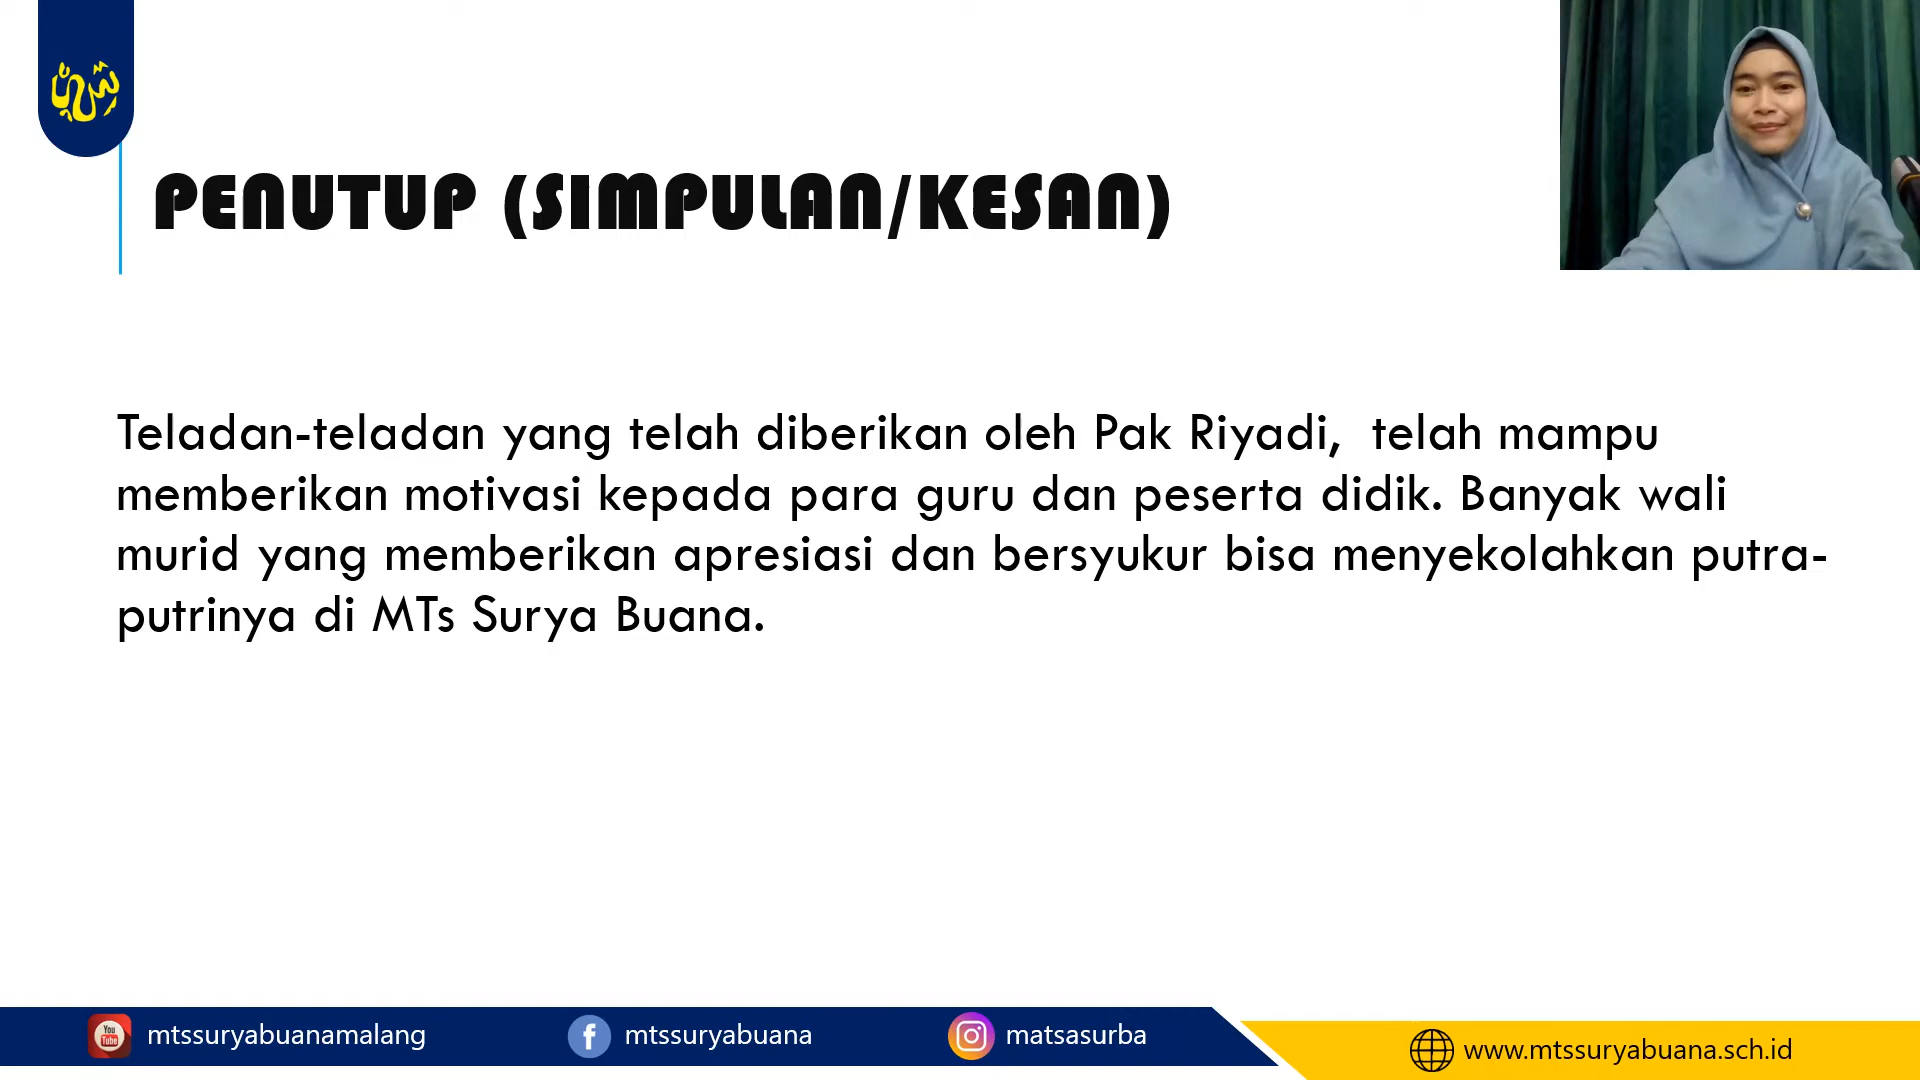 PENUTUP (SIMPULAN/KESAN)
Teladan-teladan yang telah diberikan oleh Pak Riyadi,  telah mampu
memberikan motivasi kepada para guru dan peserta didik. Banyak wali
murid yang memberikan apresiasi dan bersyukur bisa menyekolahkan putra-
putrinya di MTs Surya Buana.
You
Tube
mtssuryabuanamalang
mtssuryabuana
matsasurba
www.mtssuryabuana.sch.id